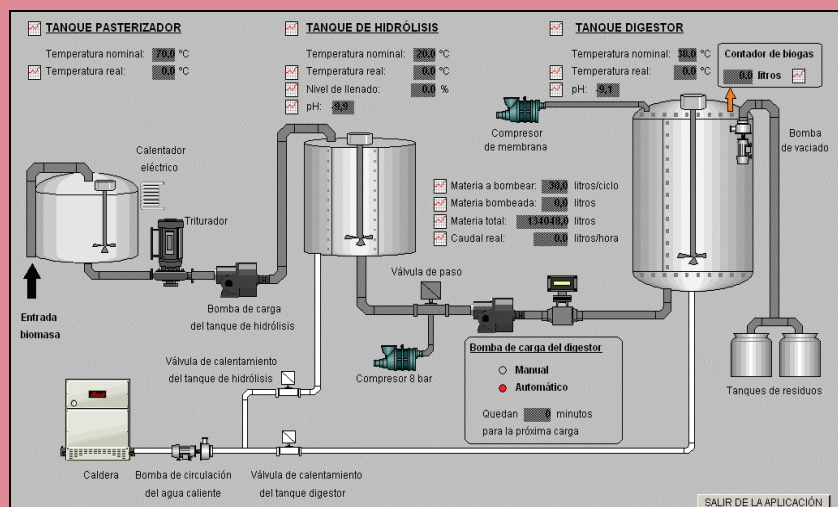 TANQUE PASTERIZADOR
Temperatura nominal: 70,0 ºC
Temperatura real: 0,0 ºC
TANQUE DE HIDRÓLISIS
Temperatura nominal: 20,0 ºC
Temperatura real: 0,0 ºC
Nivel de llenado: 0,0 %
pH: -9,9
TANQUE DIGESTOR
Temperatura nominal: 38,0 ºC
Temperatura real: 0,0 ºC
pH: -9,1
Contador de biogas
0,0 litros
Compresor
de membrana
Bomba
de vaciado
Calentador
eléctrico
Triturador
Materia a bombear: 30,0 litros/ciclo
Materia bombeada: 0,0 litros
Materia total: 134048,0 litros
Caudal real: 0,0 litros/hora
Entrada
biomasa
Bomba de carga
del tanque de hidrólisis
Válvula de paso
Compresor 8 bar
Bomba de carga del digestor
Manual
Automático
Quedan 0 minutos
para la próxima carga
Tanques de residuos
Válvula de calentamiento
del tanque de hidrólisis
Caldera
Bomba de circulación
del agua caliente
Válvula de calentamiento
del tanque digestor
SALIR DE LA APLICACIÓN